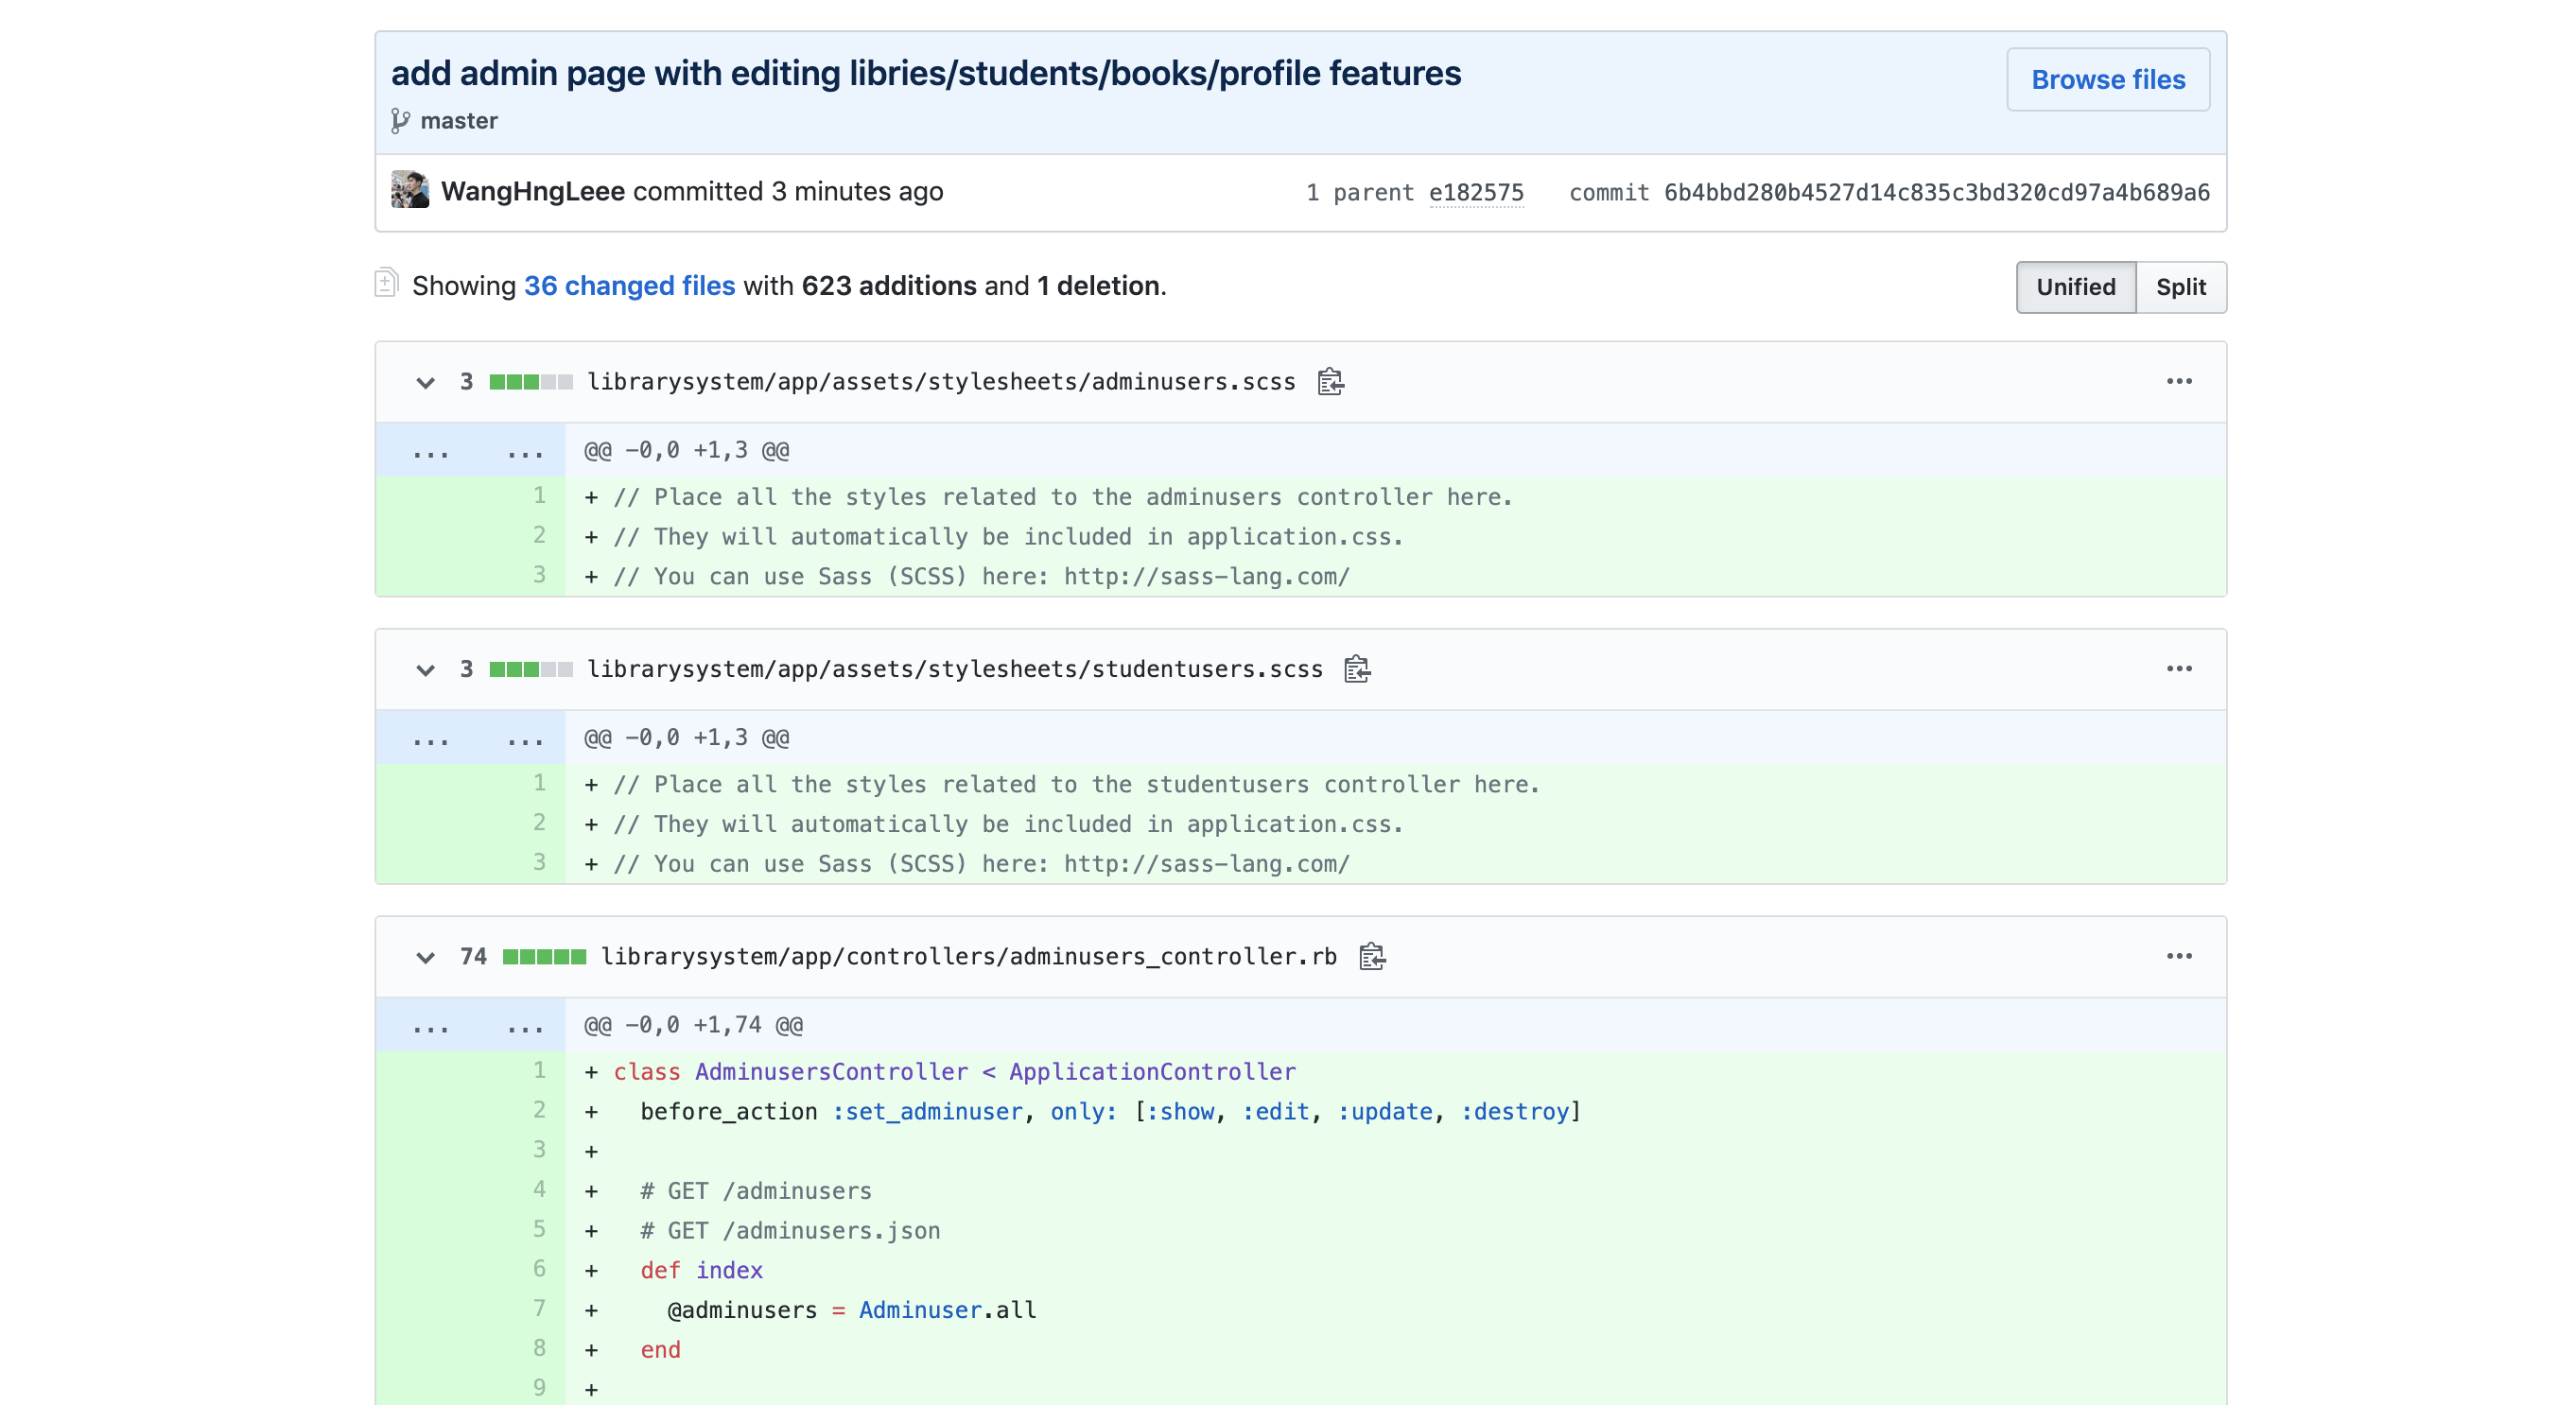 add admin page with editing libries/students/books/profile features
Browse files
master
WangHngLeee committed 3 minutes ago
1 parent e182575 commit 6b4bbd280b4527d14c835c3bd320cd97a4b689a6
Showing 36 changed files with 623 additions and 1 deletion.
Unified Split
3 librarysystem/app/assets/stylesheets/adminusers.scss ...
... ... @@ -0,0 +1,3 @@
1 + // Place all the styles related to the adminusers controller here.
2 + // They will automatically be included in application.css.
3 + // You can use Sass (SCSS) here: http://sass-lang.com/
3 librarysystem/app/assets/stylesheets/studentusers.scss ...
... ... @@ -0,0 +1,3 @@
1 + // Place all the styles related to the studentusers controller here.
2 + // They will automatically be included in application.css.
3 + // You can use Sass (SCSS) here: http://sass-lang.com/
74 librarysystem/app/controllers/adminusers_controller.rb ...
... ... @@ -0,0 +1,74 @@
1 + class AdminusersController < ApplicationController
2 + before_action :set_adminuser, only: [:show, :edit, :update, :destroy]
3 +
4 + # GET /adminusers
5 + # GET /adminusers.json
6 + def index
7 + @adminusers = Adminuser.all
8 + end
9 +